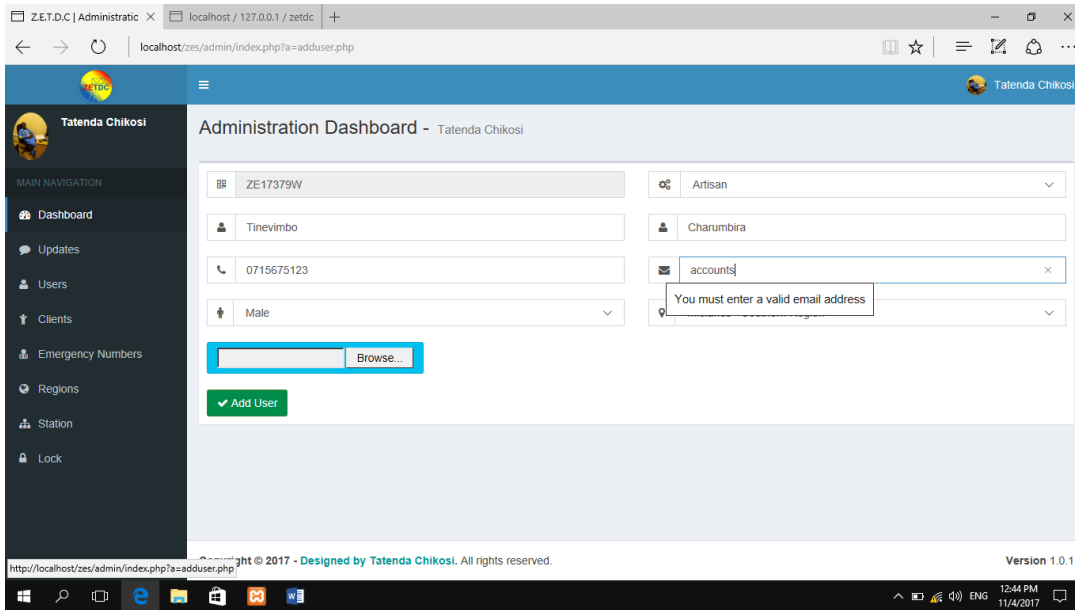 Z.E.T.D.C | Administratic
localhost / 127.0.0.1 / zetdc
localhost/zes/admin/index.php?a=adduser.php
ZETDC
Tatenda Chikosi
Tatenda Chikosi
Administration Dashboard - Tatenda Chikosi
MAIN NAVIGATION
Dashboard
Updates
Users
Clients
Emergency Numbers
Regions
Station
Lock
ZE17379W
Artisan
Tinevimbo
Charumbira
0715675123
accounts
You must enter a valid email address
Male
Browse...
Add User
Copyright © 2017 - Designed by Tatenda Chikosi. All rights reserved.
Version 1.0.1
http://localhost/zes/admin/index.php?a=adduser.php
ENG
12:44 PM
11/4/2017